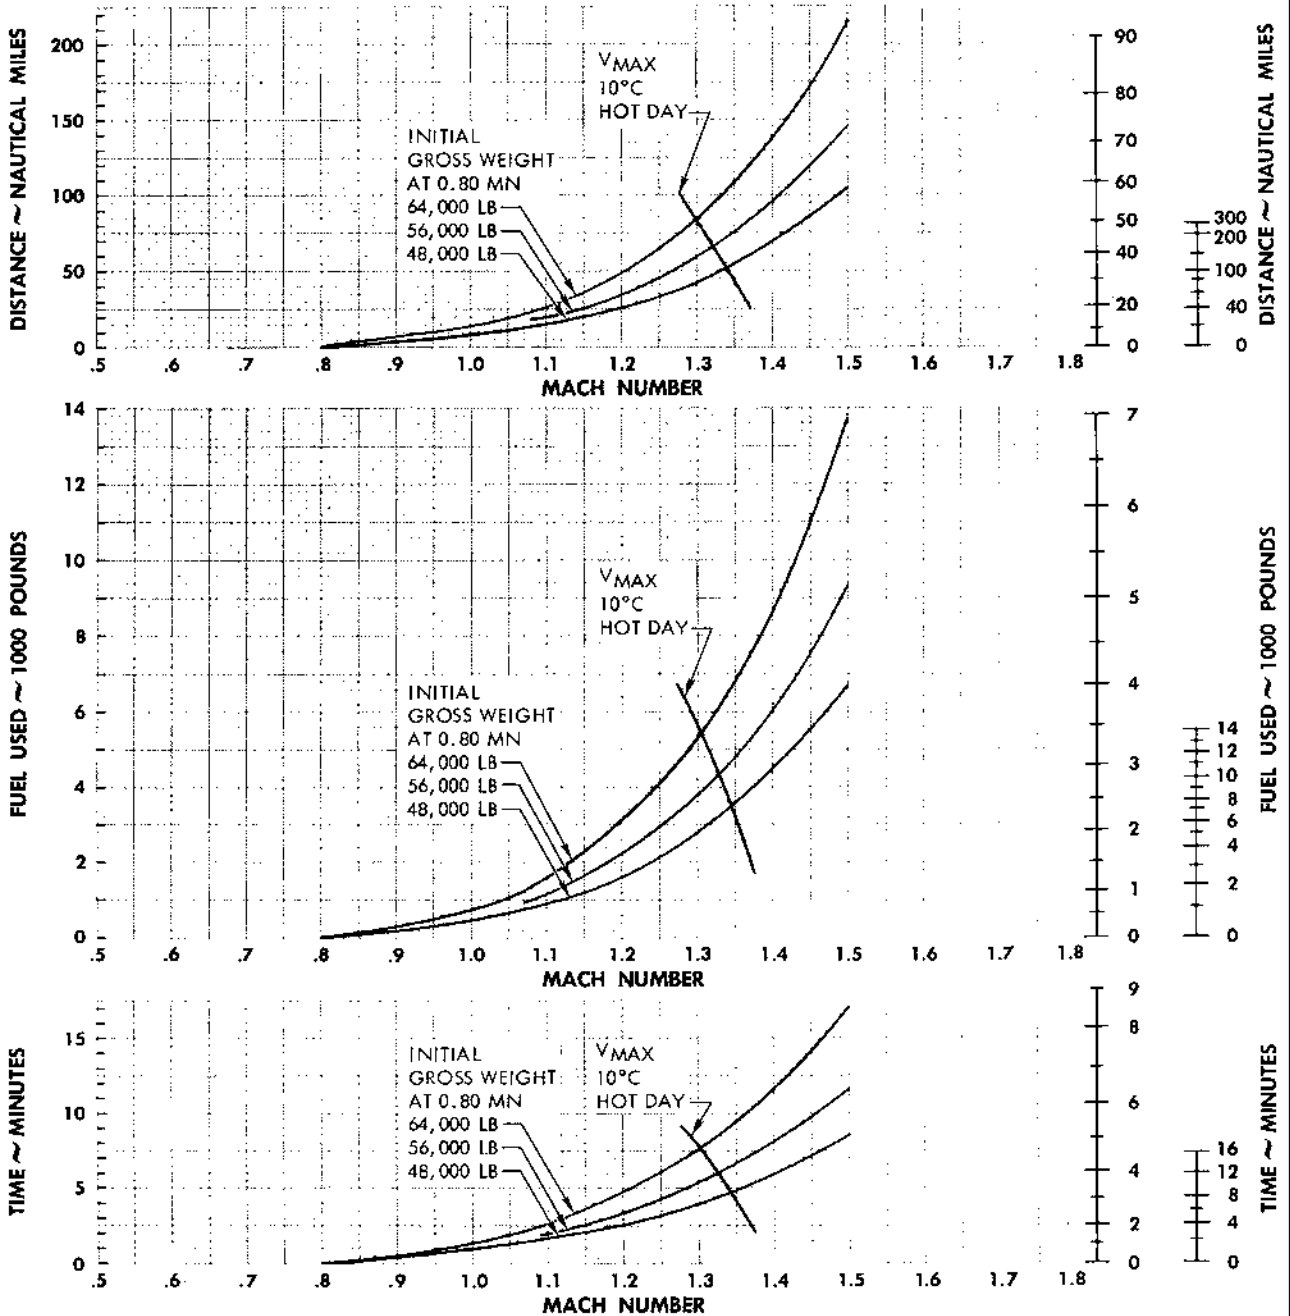 DISTANCE ~ NAUTICAL MILES
200
150
100
50
0
VMAX
10°C
HOT DAY
INITIAL
GROSS WEIGHT
AT 0.80 MN
64,000 LB
56,000 LB
48,000 LB
.5 .6 .7 .8 .9 1.0 1.1 1.2 1.3 1.4 1.5 1.6 1.7 1.8
MACH NUMBER
90
80
70
60
50
40
20
0
300
200
100
40
0
DISTANCE ~ NAUTICAL MILES
FUEL USED ~ 1000 POUNDS
14
12
10
8
6
4
2
0
VMAX
10°C
HOT DAY
INITIAL
GROSS WEIGHT
AT 0.80 MN
64,000 LB
56,000 LB
48,000 LB
.5 .6 .7 .8 .9 1.0 1.1 1.2 1.3 1.4 1.5 1.6 1.7 1.8
MACH NUMBER
7
6
5
4
3
2
1
0
14
12
10
8
6
4
2
0
FUEL USED ~ 1000 POUNDS
TIME ~ MINUTES
15
10
5
0
INITIAL
GROSS WEIGHT
AT 0.80 MN
64,000 LB
56,000 LB
48,000 LB
VMAX
10°C
HOT DAY
.5 .6 .7 .8 .9 1.0 1.1 1.2 1.3 1.4 1.5 1.6 1.7 1.8
MACH NUMBER
9
8
6
4
2
0
16
12
8
4
0
TIME ~ MINUTES